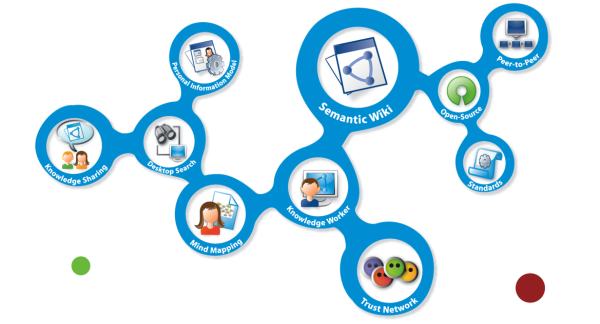 Peer-to-Peer
Personal Information Model
Semantic Wiki
Open-Source
Knowledge Sharing
Desktop Search
Standards
Knowledge Worker
Mind Mapping
Trust Network